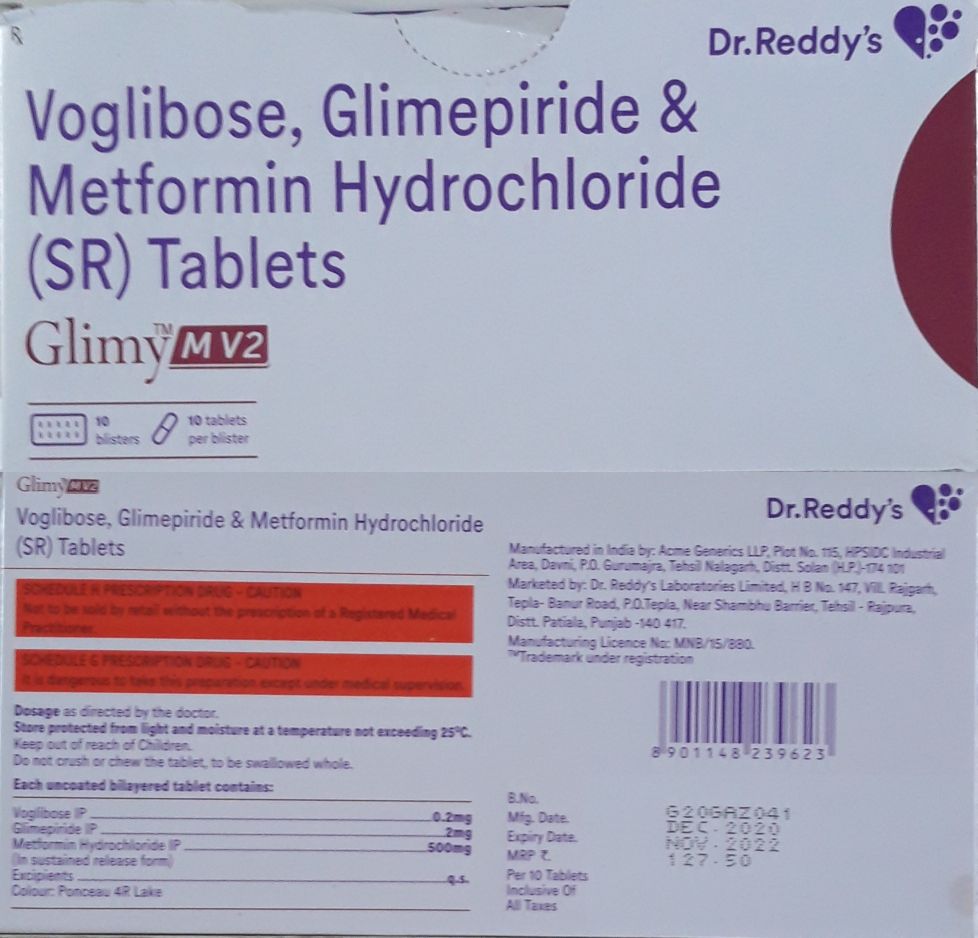 ℞
Dr.Reddy's
Voglibose, Glimepiride &
Metformin Hydrochloride
(SR) Tablets
Glimy™ M V2
10
blisters
10 tablets
per blister
Glimy M V2
Dr.Reddy's
Voglibose, Glimepiride & Metformin Hydrochloride
(SR) Tablets
SCHEDULE H PRESCRIPTION DRUG - CAUTION
Not to be sold by retail without the prescription of a Registered Medical
Practitioner.
SCHEDULE G PRESCRIPTION DRUG - CAUTION
It is dangerous to take this preparation except under medical supervision.
Dosage as directed by the doctor.
Store protected from light and moisture at a temperature not exceeding 25°C.
Keep out of reach of Children.
Do not crush or chew the tablet, to be swallowed whole.
Each uncoated bilayered tablet contains:
Voglibose IP 0.2mg
Glimepiride IP 2mg
Metformin Hydrochloride IP 500mg
(In sustained release form)
Excipients q.s.
Colour: Ponceau 4R Lake
Manufactured in India by: Acme Generics LLP, Plot No. 115, HPSIDC Industrial
Area, Davni, P.O. Gurumajra, Tehsil Nalagarh, Distt. Solan (H.P.)-174 101
Marketed by: Dr. Reddy's Laboratories Limited, H B No. 147, Vill. Rajgarh,
Tepla- Banur Road, P.O.Tepla, Near Shambhu Barrier, Tehsil - Rajpura,
Distt. Patiala, Punjab -140 417.
Manufacturing Licence No: MNB/15/880.
™Trademark under registration
8 901148 239623
B.No. G20GAZ041
Mfg. Date. DEC. 2020
Expiry Date. NOV. 2022
MRP ₹. 127.50
Per 10 Tablets
Inclusive Of
All Taxes